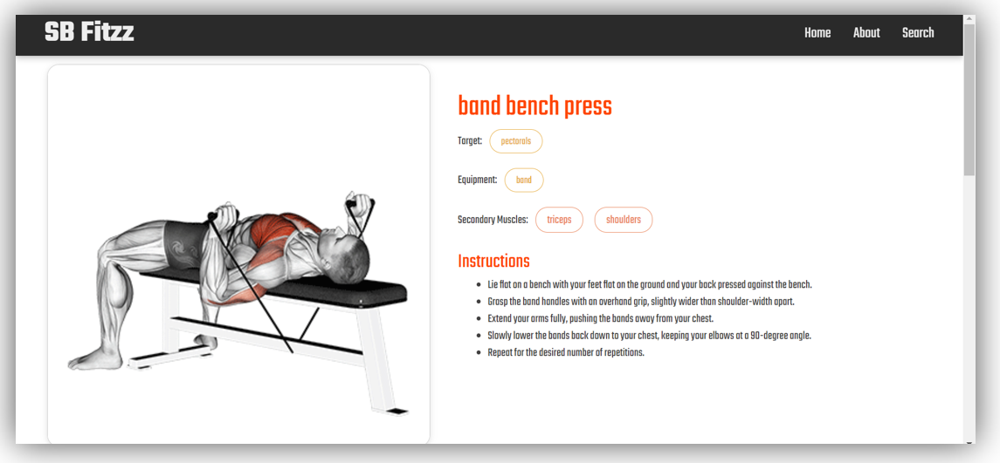 SB Fitzz
Home About Search
band bench press
Target: pectorals
Equipment: band
Secondary Muscles: triceps shoulders
Instructions
Lie flat on a bench with your feet flat on the ground and your back pressed against the bench.
Grasp the band handles with an overhand grip, slightly wider than shoulder-width apart.
Extend your arms fully, pushing the bands away from your chest.
Slowly lower the bands back down to your chest, keeping your elbows at a 90-degree angle.
Repeat for the desired number of repetitions.